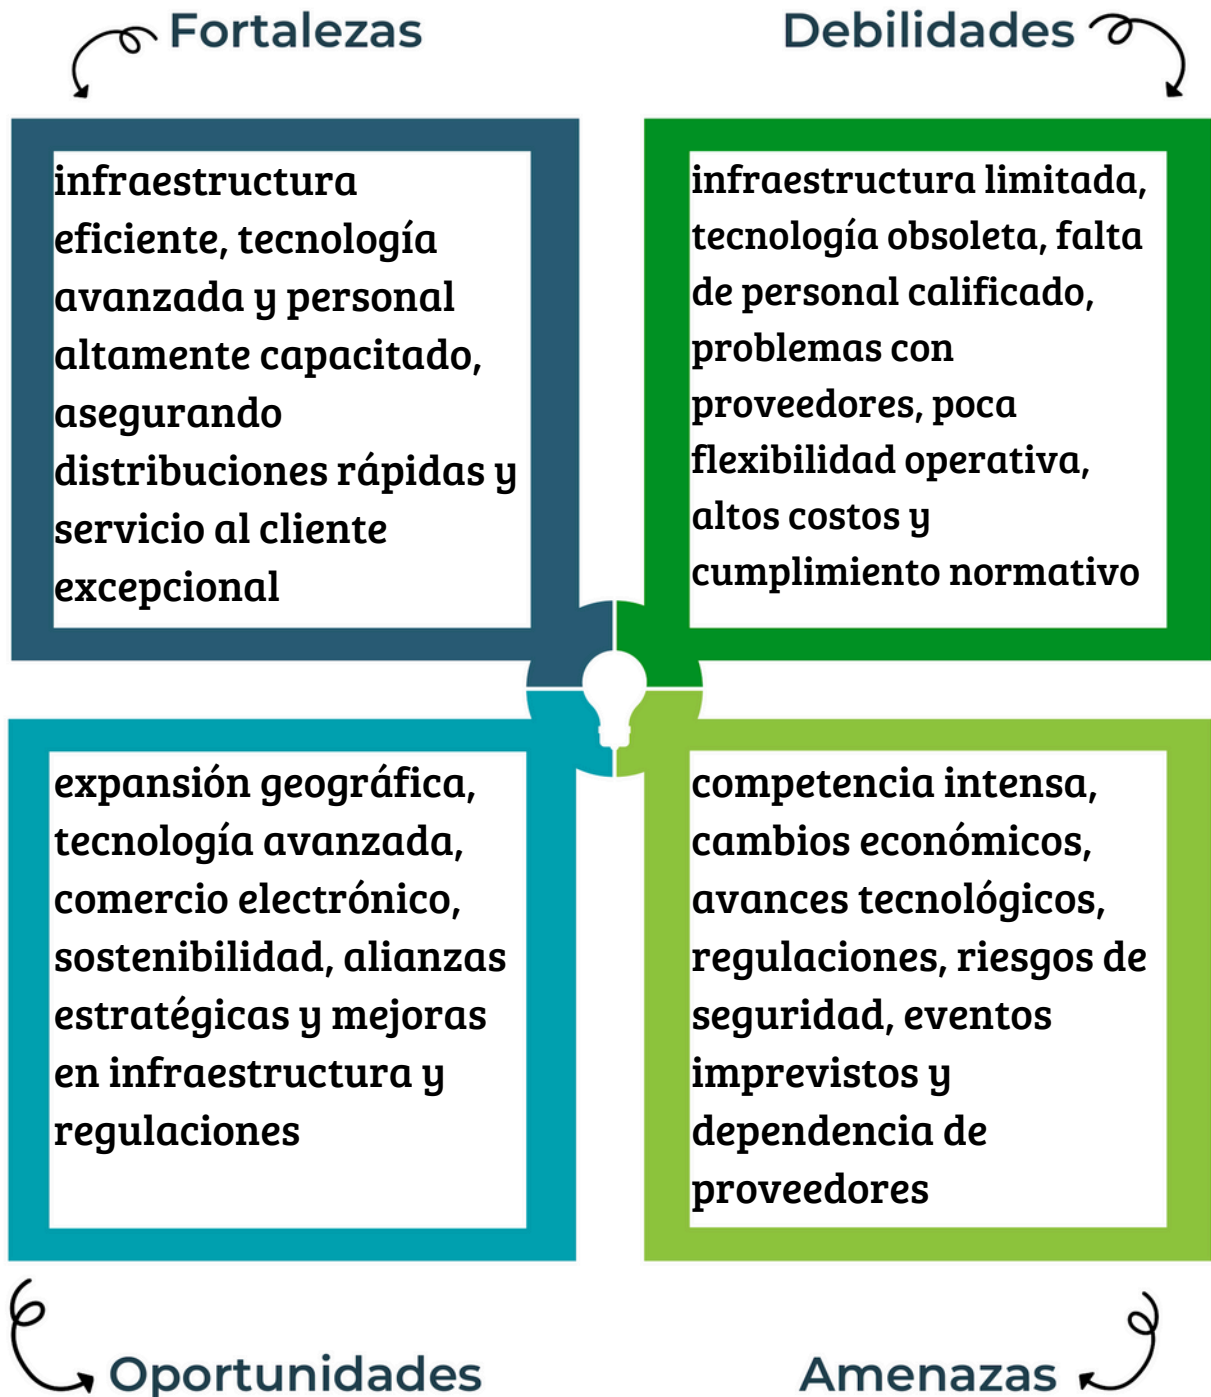 Fortalezas
infraestructura
eficiente, tecnología
avanzada y personal
altamente capacitado,
asegurando
distribuciones rápidas y
servicio al cliente
excepcional
Debilidades
infraestructura limitada,
tecnología obsoleta, falta
de personal calificado,
problemas con
proveedores, poca
flexibilidad operativa,
altos costos y
cumplimiento normativo
expansión geográfica,
tecnología avanzada,
comercio electrónico,
sostenibilidad, alianzas
estratégicas y mejoras
en infraestructura y
regulaciones
Oportunidades
competencia intensa,
cambios económicos,
avances tecnológicos,
regulaciones, riesgos de
seguridad, eventos
imprevistos y
dependencia de
proveedores
Amenazas